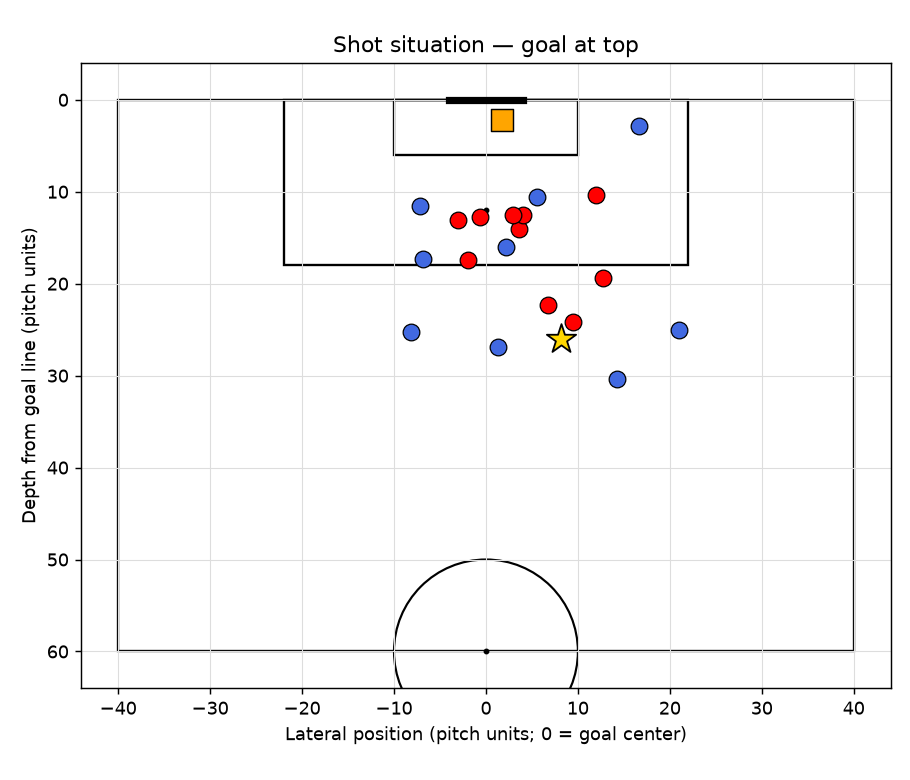 Shot situation — goal at top
0
10
20
30
40
50
60
Depth from goal line (pitch units)
−40 −30 −20 −10 0 10 20 30 40
Lateral position (pitch units; 0 = goal center)